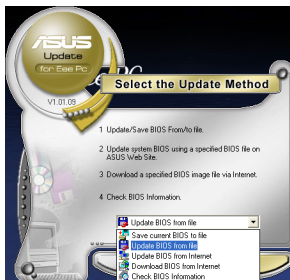 ASUS
Update
for Eee Pc
V1.01.09
PC
Select the Update Method
1 Update/Save BIOS From/to file.
2 Update system BIOS using a specified BIOS file on
ASUS Web Site.
3 Download a specified BIOS image file via Internet.
4 Check BIOS Information.
Update BIOS from file
Save current BIOS to file
Update BIOS from file
Update BIOS from Internet
Download BIOS from Internet
Check BIOS Information